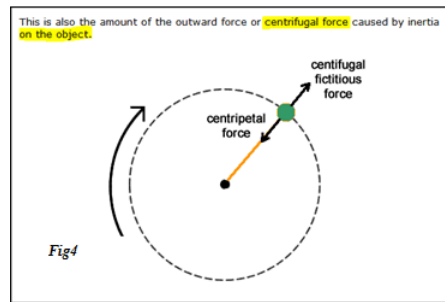 This is also the amount of the outward force or centrifugal force caused by inertia
on the object.
centifugal
fictitious
force
centripetal
force
Fig4